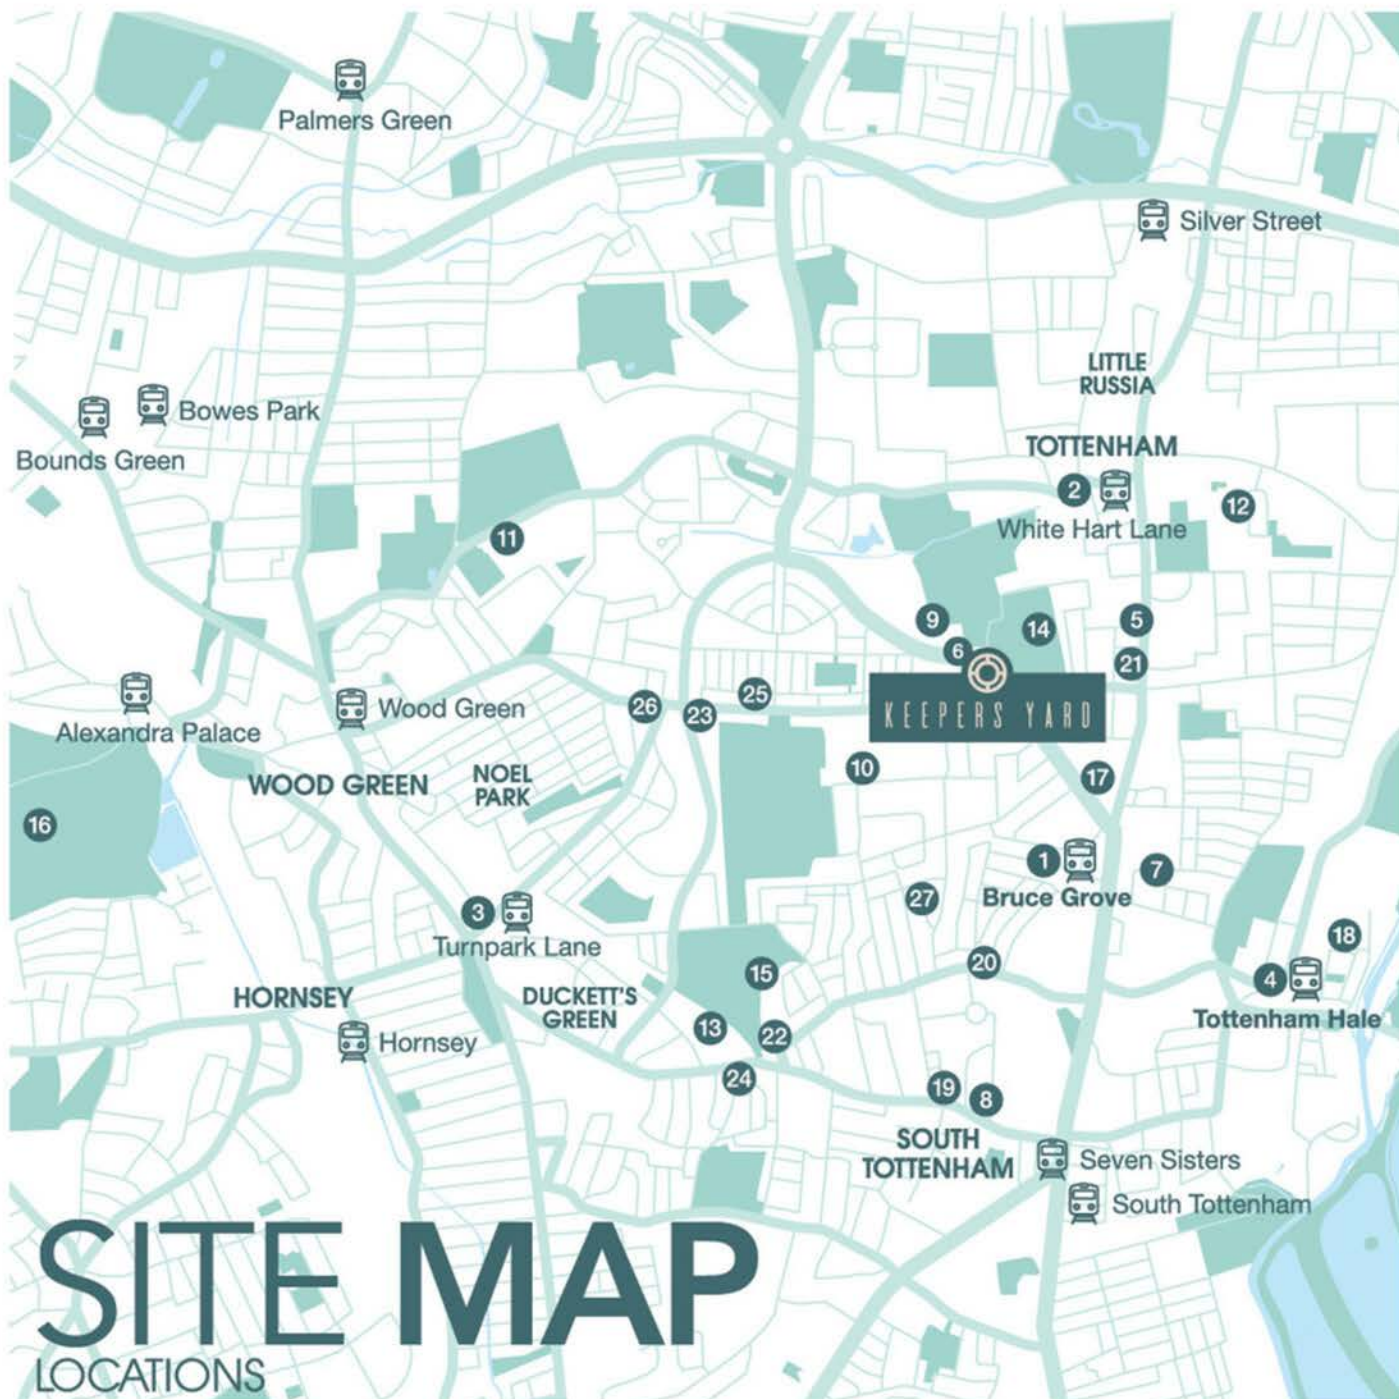 Palmers Green
Silver Street
LITTLE
RUSSIA
Bowes Park
Bounds Green
TOTTENHAM
2
White Hart Lane
12
11
9
14
5
6
21
KEEPERS YARD
Alexandra Palace
Wood Green
26
23
25
WOOD GREEN
NOEL
PARK
10
17
16
1
Bruce Grove
7
27
3
Turnpark Lane
18
20
15
4
Tottenham Hale
HORNSEY
DUCKETT'S
GREEN
Hornsey
13
22
24
19
8
SOUTH
TOTTENHAM
Seven Sisters
South Tottenham
SITE MAP
LOCATIONS